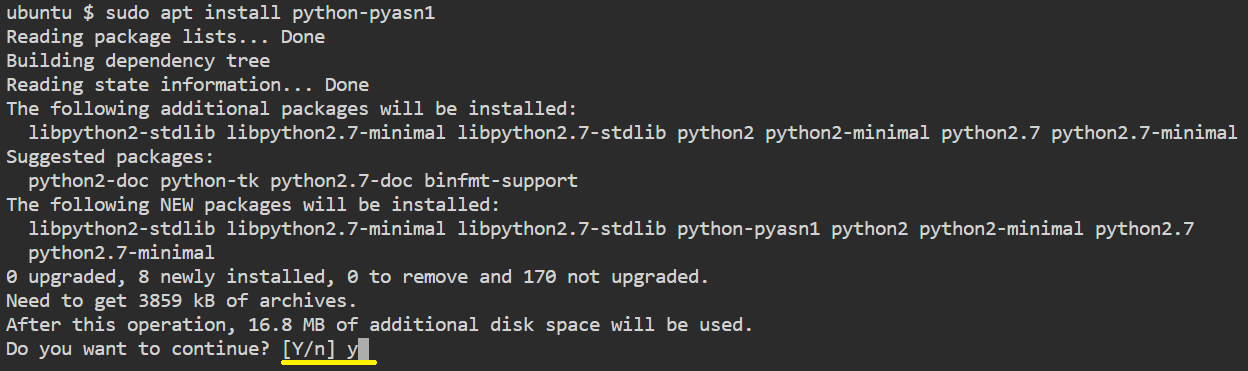 ubuntu $ sudo apt install python-pyasn1
Reading package lists... Done
Building dependency tree
Reading state information... Done
The following additional packages will be installed:
  libpython2-stdlib libpython2.7-minimal libpython2.7-stdlib python2 python2-minimal python2.7 python2.7-minimal
Suggested packages:
  python2-doc python-tk python2.7-doc binfmt-support
The following NEW packages will be installed:
  libpython2-stdlib libpython2.7-minimal libpython2.7-stdlib python-pyasn1 python2 python2-minimal python2.7
  python2.7-minimal
0 upgraded, 8 newly installed, 0 to remove and 170 not upgraded.
Need to get 3859 kB of archives.
After this operation, 16.8 MB of additional disk space will be used.
Do you want to continue? [Y/n] y